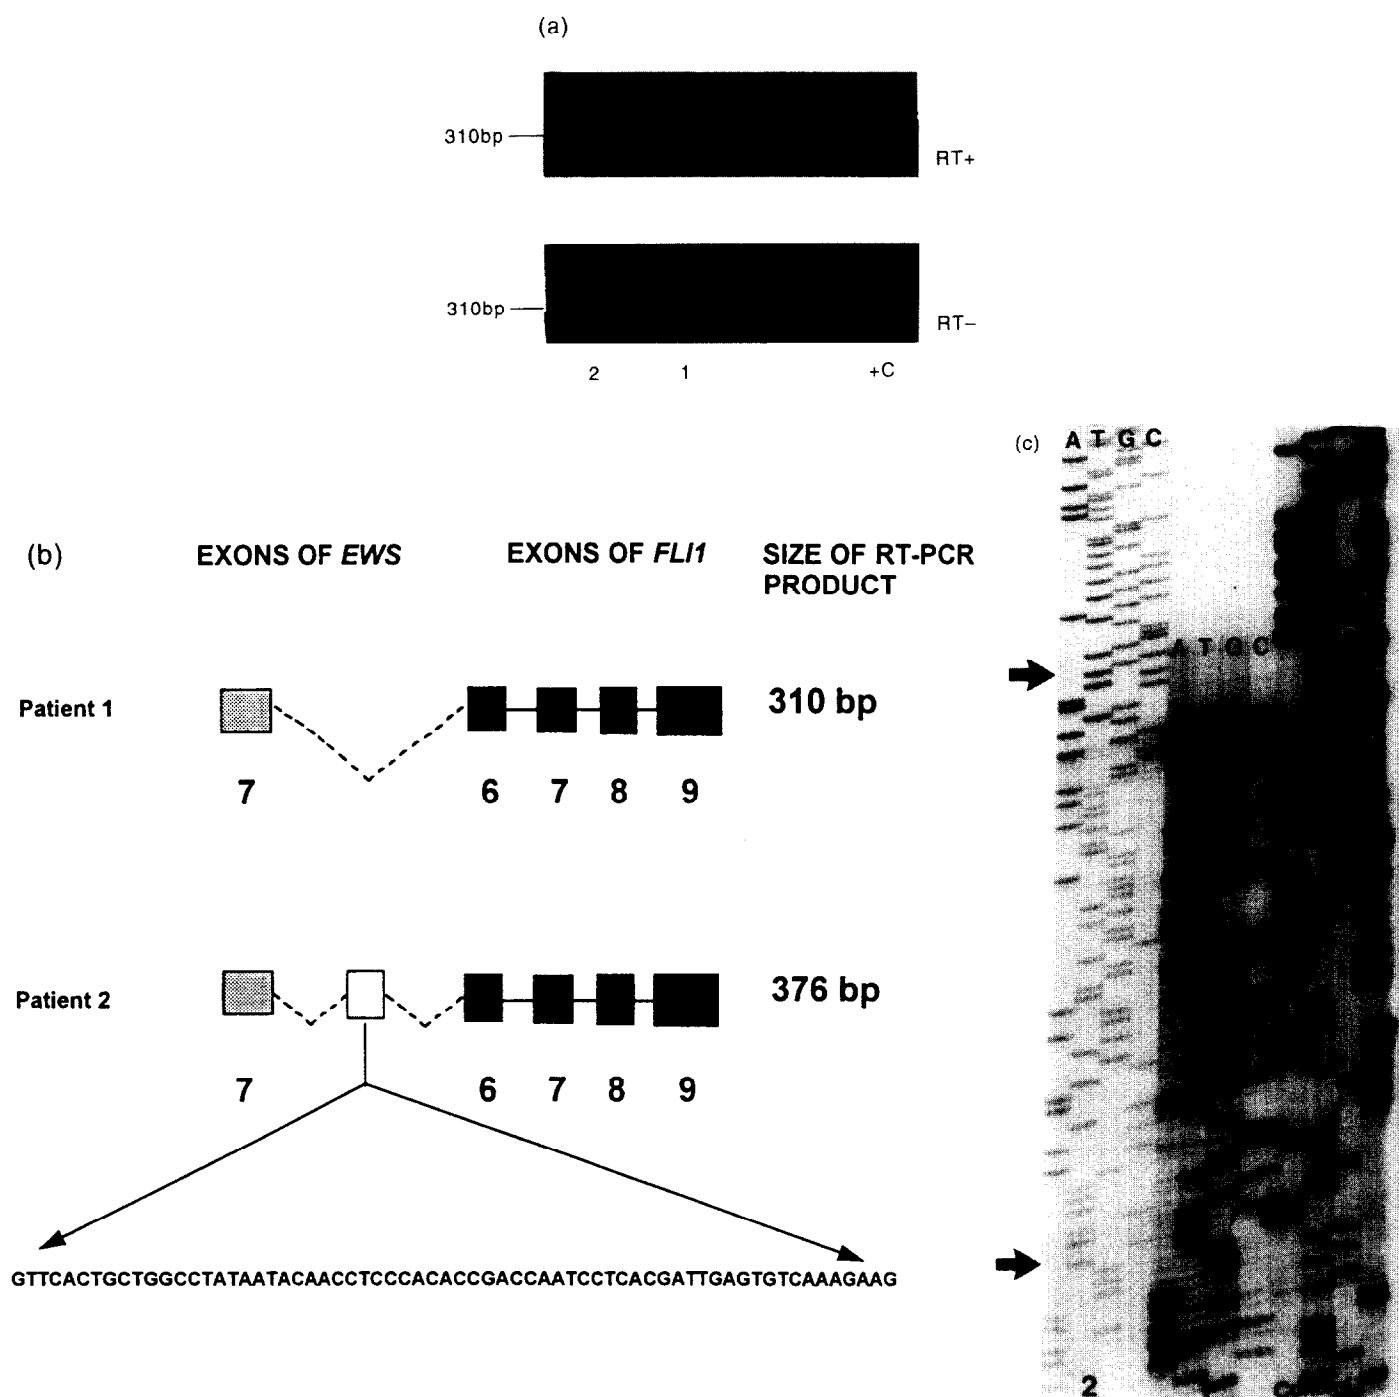 (a)
310bp
RT+
310bp
RT–
2 1 +C
(b)
EXONS OF EWS EXONS OF FLI1 SIZE OF RT-PCR
PRODUCT
Patient 1
310 bp
7 6 7 8 9
Patient 2
376 bp
7 6 7 8 9
GTTCACTGCTGGCCTATAATACAACCTCCCACACCGACCAATCCTCACGATTGAGTGTCAAAGAAG
(c)
A T G C
A T G C
2